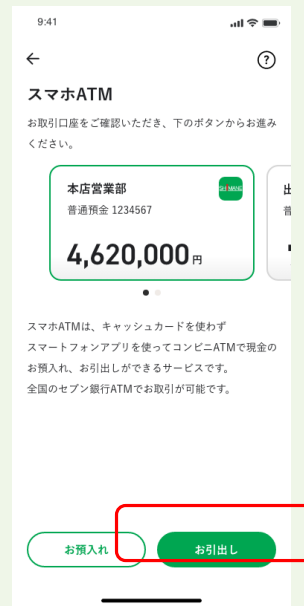 9:41
スマホATM
お取引口座をご確認いただき、下のボタンからお進み
ください。
本店営業部
普通預金 1234567
4,620,000 円
スマホATMは、キャッシュカードを使わず
スマートフォンアプリを使ってコンビニATMで現金の
お預入れ、お引出しができるサービスです。
全国のセブン銀行ATMでお取引が可能です。
お預入れ
お引出し